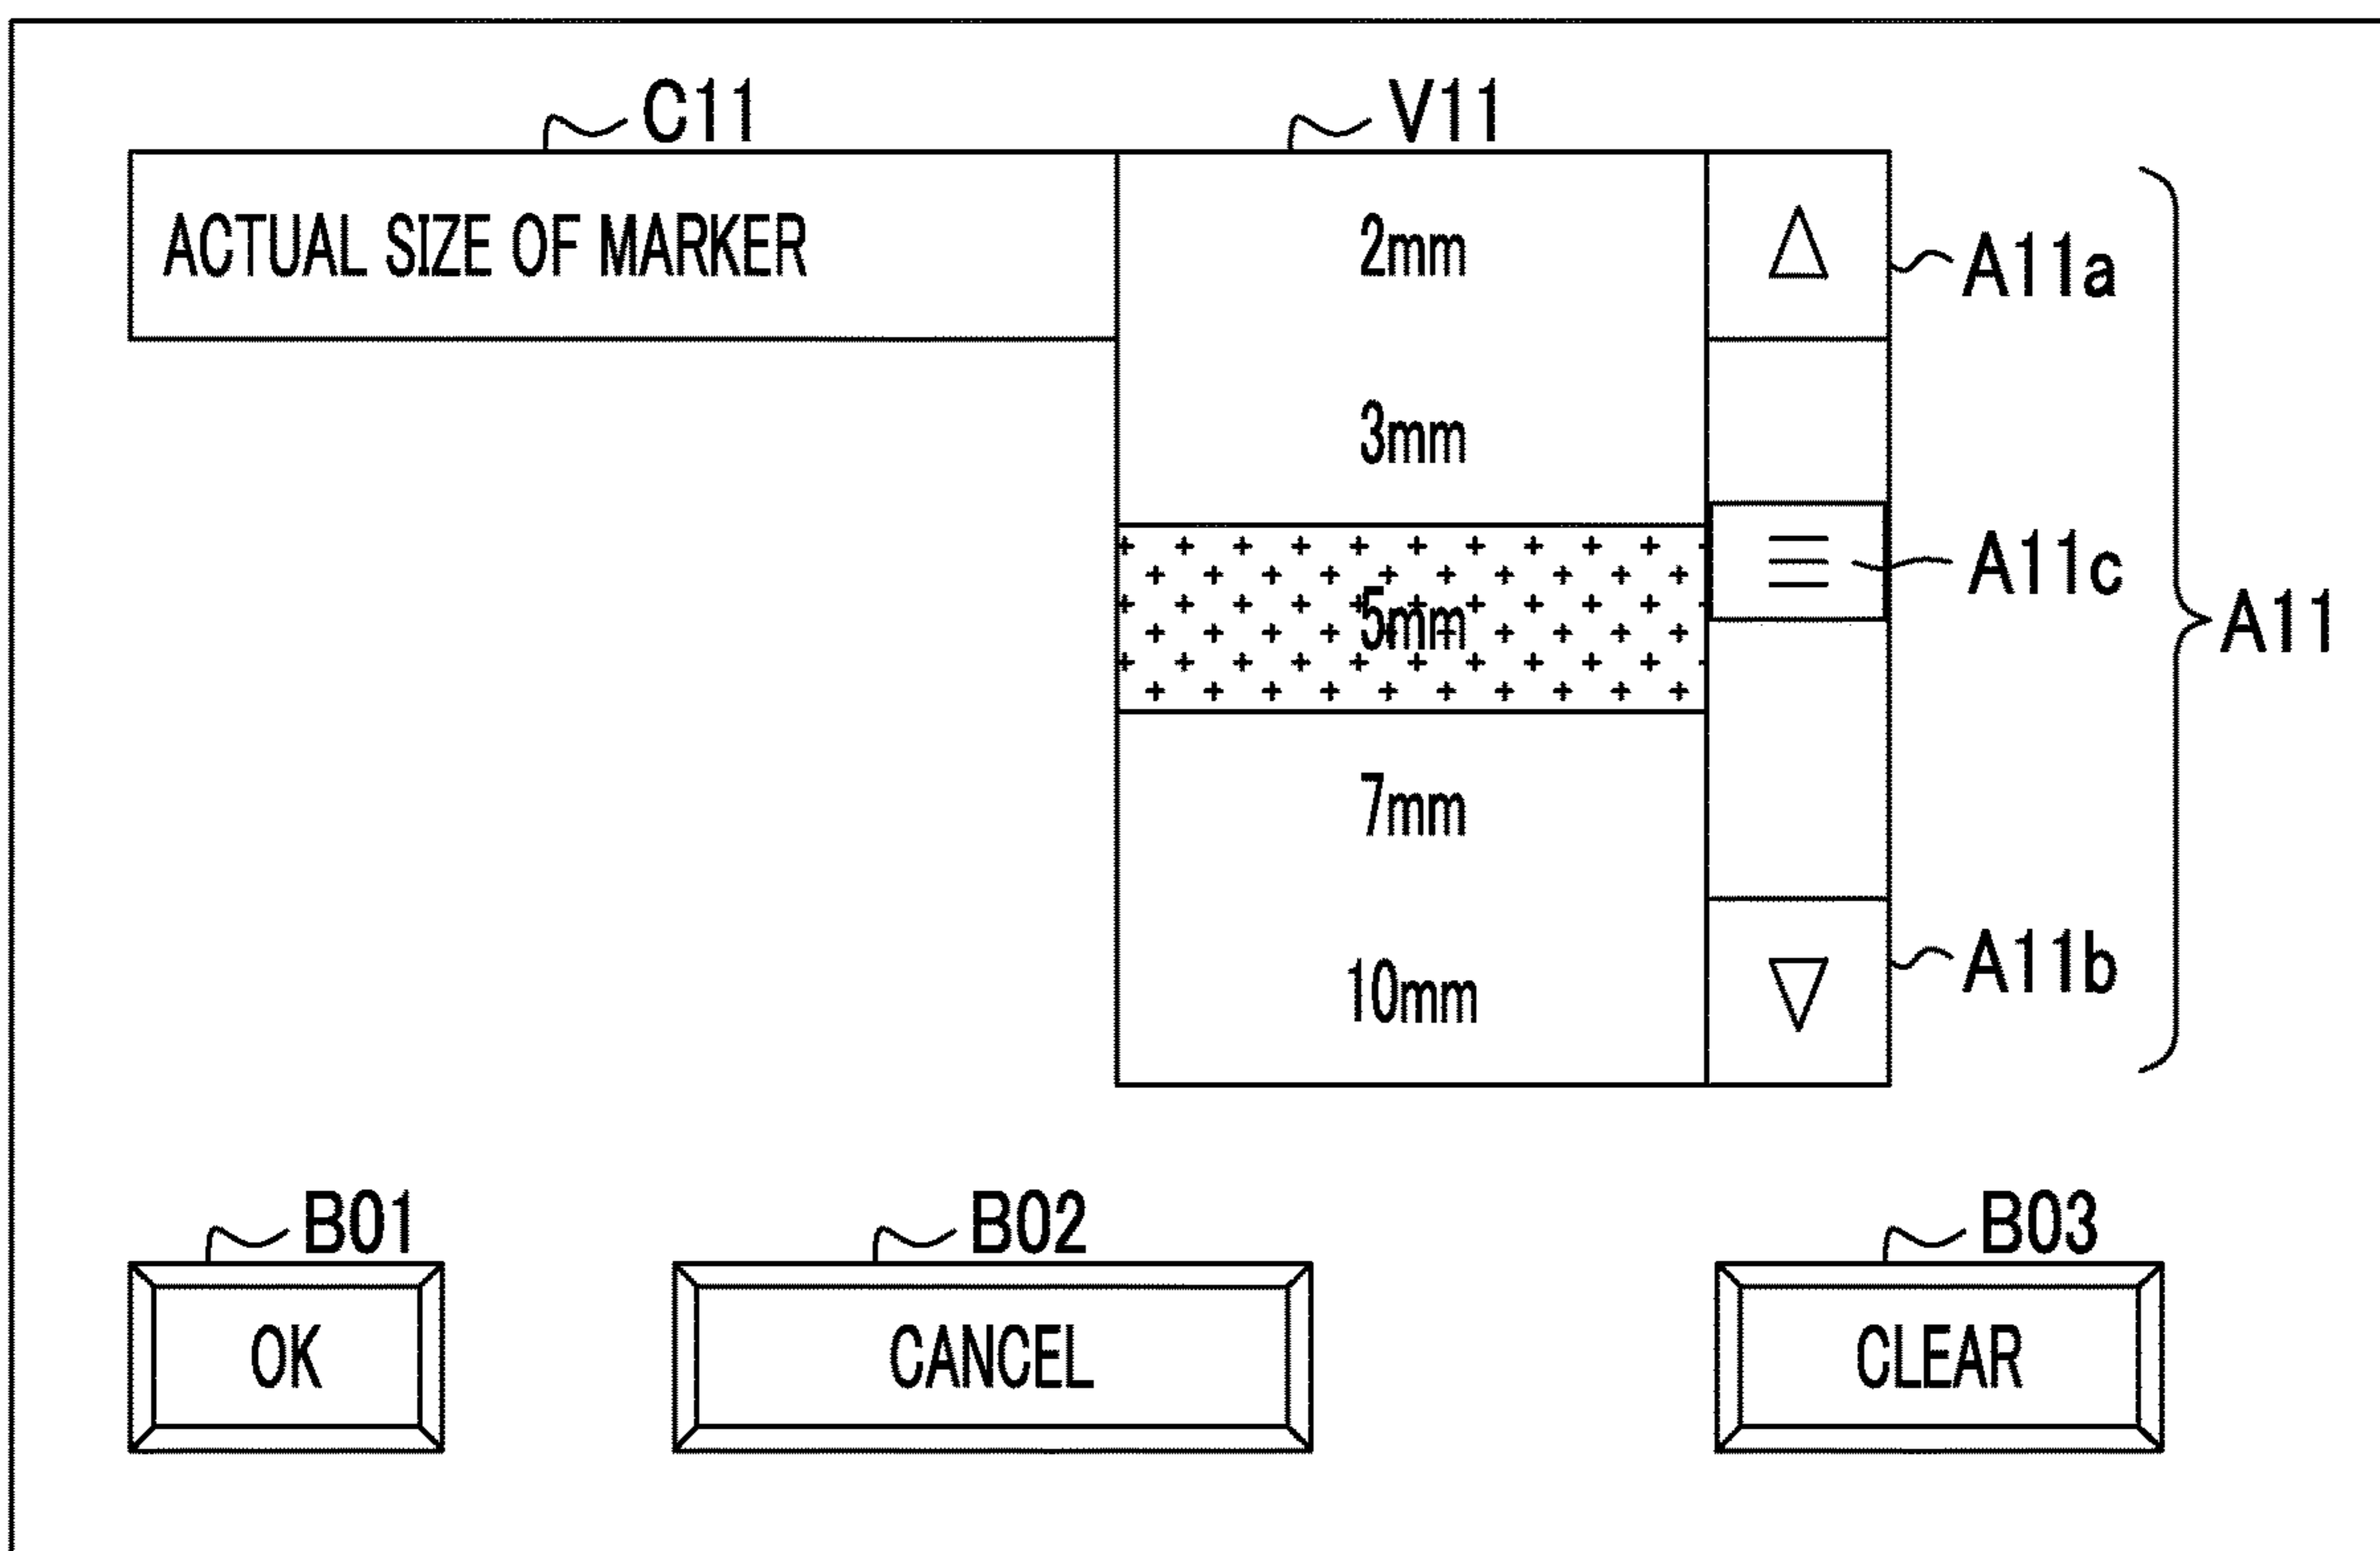 C11 V11
ACTUAL SIZE OF MARKER 2mm A11a
3mm
A11c
5mm A11
7mm
10mm A11b
B01 B02 B03
OK CANCEL CLEAR